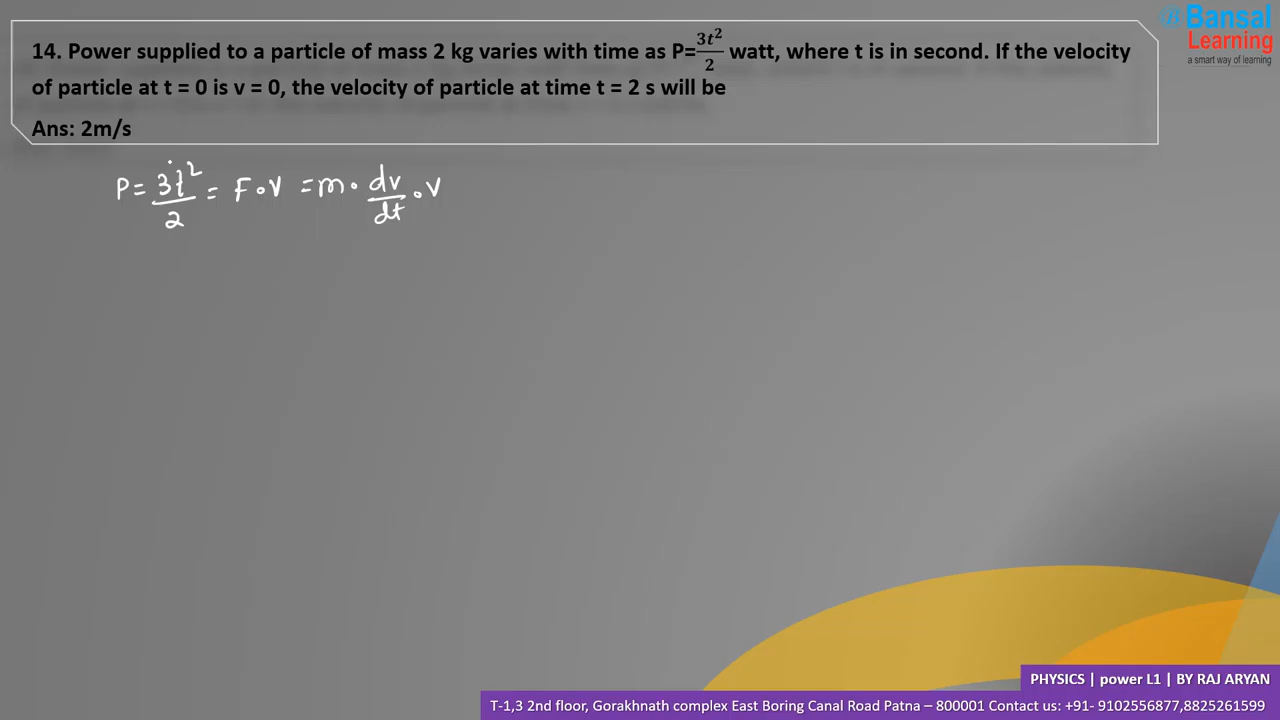 14. Power supplied to a particle of mass 2 kg varies with time as P=3t²/2 watt, where t is in second. If the velocity
of particle at t = 0 is v = 0, the velocity of particle at time t = 2 s will be
Ans: 2m/s
P = 3t²/2 = F•V = m • dv/dt • v
Bansal
Learning
a smart way of learning
PHYSICS | power L1 | BY RAJ ARYAN
T-1,3 2nd floor, Gorakhnath complex East Boring Canal Road Patna – 800001 Contact us: +91- 9102556877,8825261599